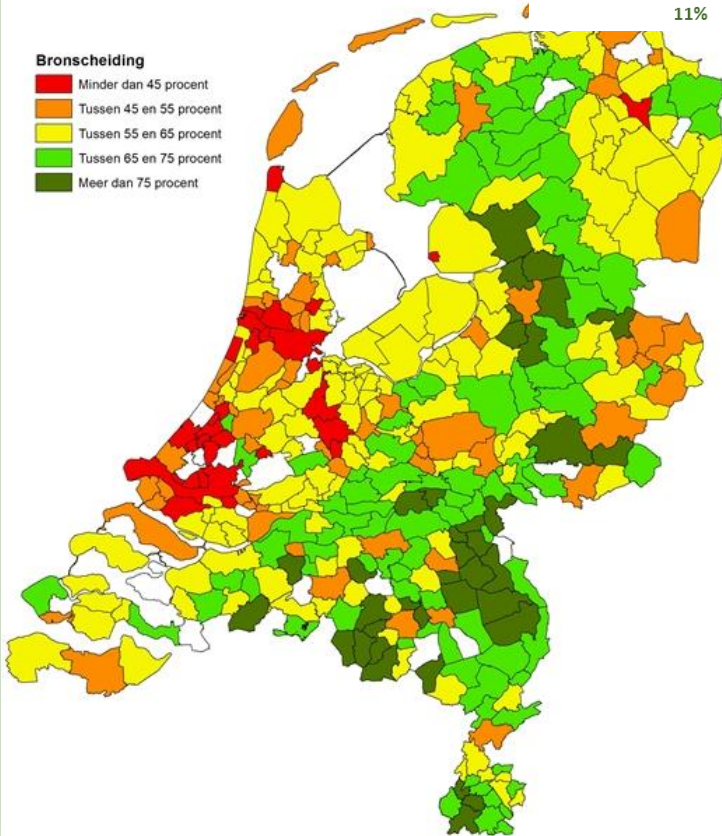 11%
Bronscheiding
Minder dan 45 procent
Tussen 45 en 55 procent
Tussen 55 en 65 procent
Tussen 65 en 75 procent
Meer dan 75 procent